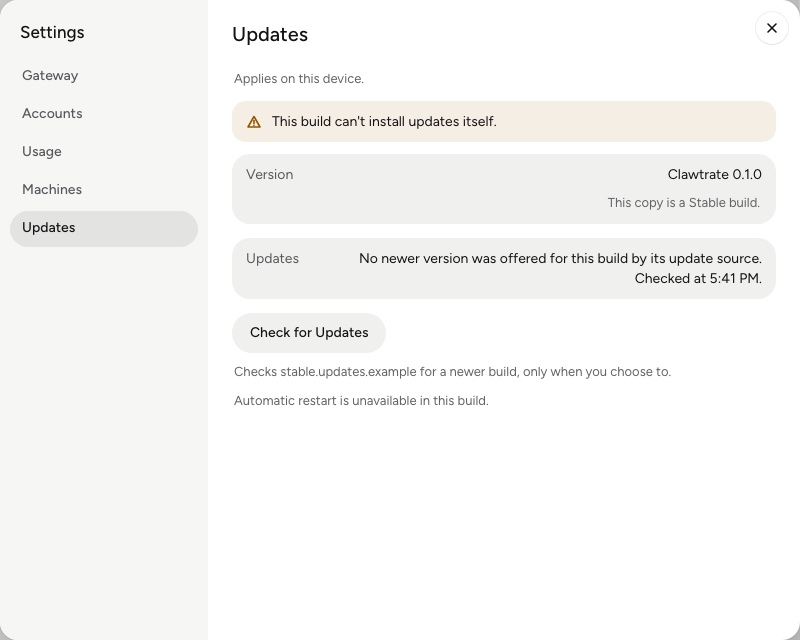 Settings
Gateway
Accounts
Usage
Machines
Updates
Updates
Applies on this device.
This build can't install updates itself.
Version
Clawtrate 0.1.0
This copy is a Stable build.
Updates
No newer version was offered for this build by its update source.
Checked at 5:41 PM.
Check for Updates
Checks stable.updates.example for a newer build, only when you choose to.
Automatic restart is unavailable in this build.